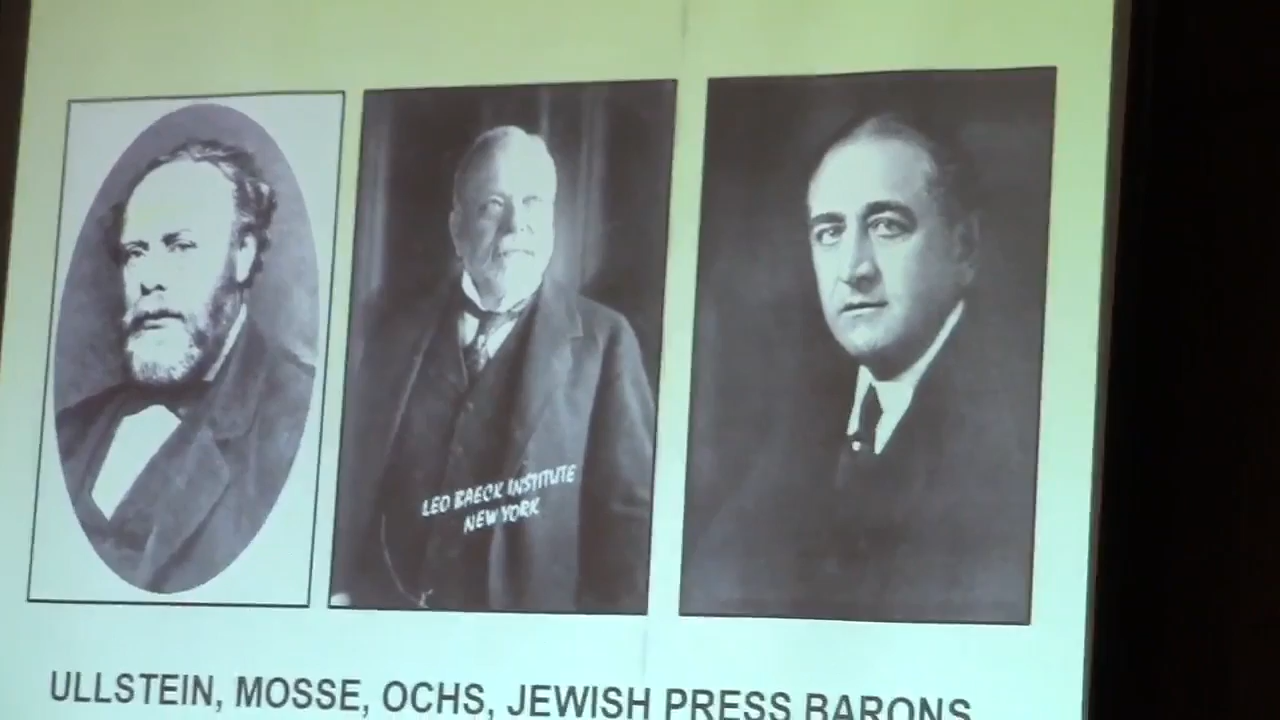 LEO BAECK INSTITUTE
NEW YORK
ULLSTEIN, MOSSE, OCHS, JEWISH PRESS BARONS